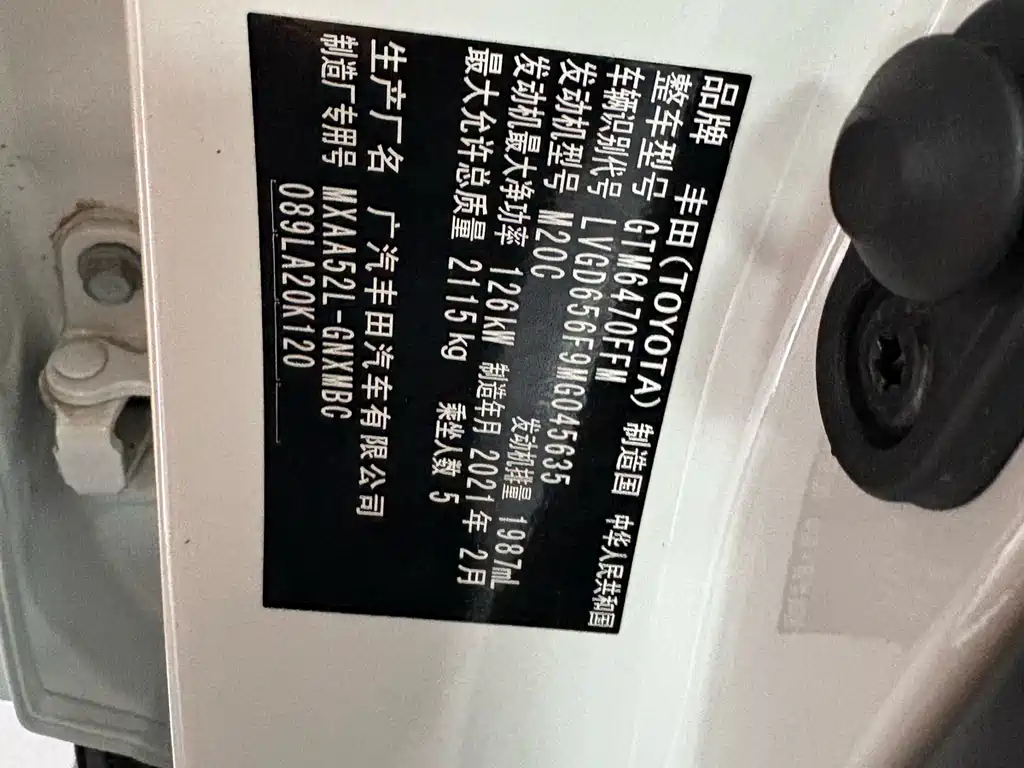 品牌 丰田(TOYOTA) 制造国 中华人民共和国
整车型号 GTM6470FFM
车辆识别代号 LVGD656F9MG045635
发动机型号 M20C 发动机排量 1987mL
发动机最大净功率 126kW 制造年月 2021年 2月
最大允许总质量 2115kg 乘坐人数 5
生产厂名 广汽丰田汽车有限公司
制造厂专用号 MXAA52L-GNXMBC
089LA20K120